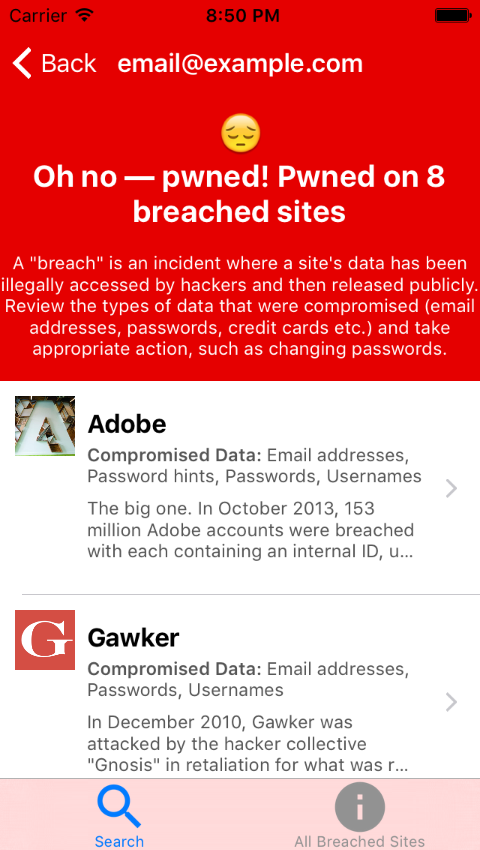 Carrier 8:50 PM
Back email@example.com
Oh no — pwned! Pwned on 8
breached sites
A "breach" is an incident where a site's data has been
illegally accessed by hackers and then released publicly.
Review the types of data that were compromised (email
addresses, passwords, credit cards etc.) and take
appropriate action, such as changing passwords.
A
Adobe
Compromised Data: Email addresses,
Password hints, Passwords, Usernames
The big one. In October 2013, 153
million Adobe accounts were breached
with each containing an internal ID, u...
G
Gawker
Compromised Data: Email addresses,
Passwords, Usernames
In December 2010, Gawker was
attacked by the hacker collective
"Gnosis" in retaliation for what was r...
Search
All Breached Sites